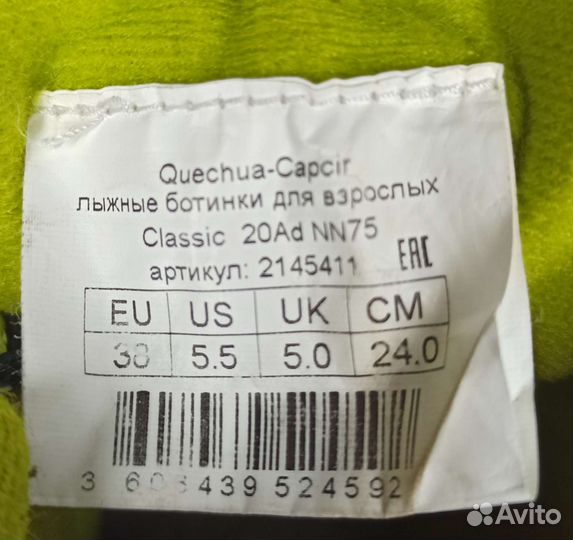 Quechua-Capcir
лыжные ботинки для взрослых
Classic 20Ad NN75
артикул: 2145411 EAC
EU US UK CM
38 5.5 5.0 24.0
3 608439 524592
Avito